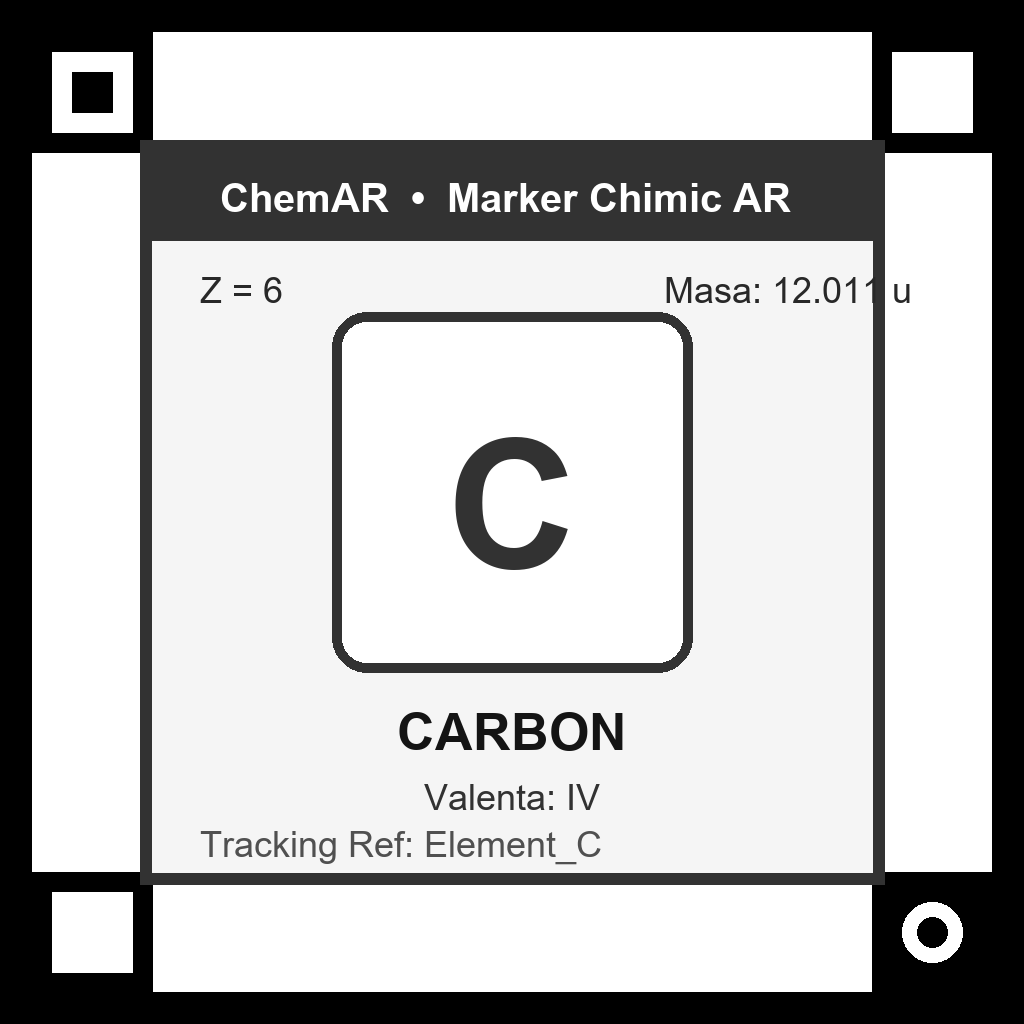 ChemAR • Marker Chimic AR
Z = 6
Masa: 12.011 u
C
CARBON
Valenta: IV
Tracking Ref: Element_C